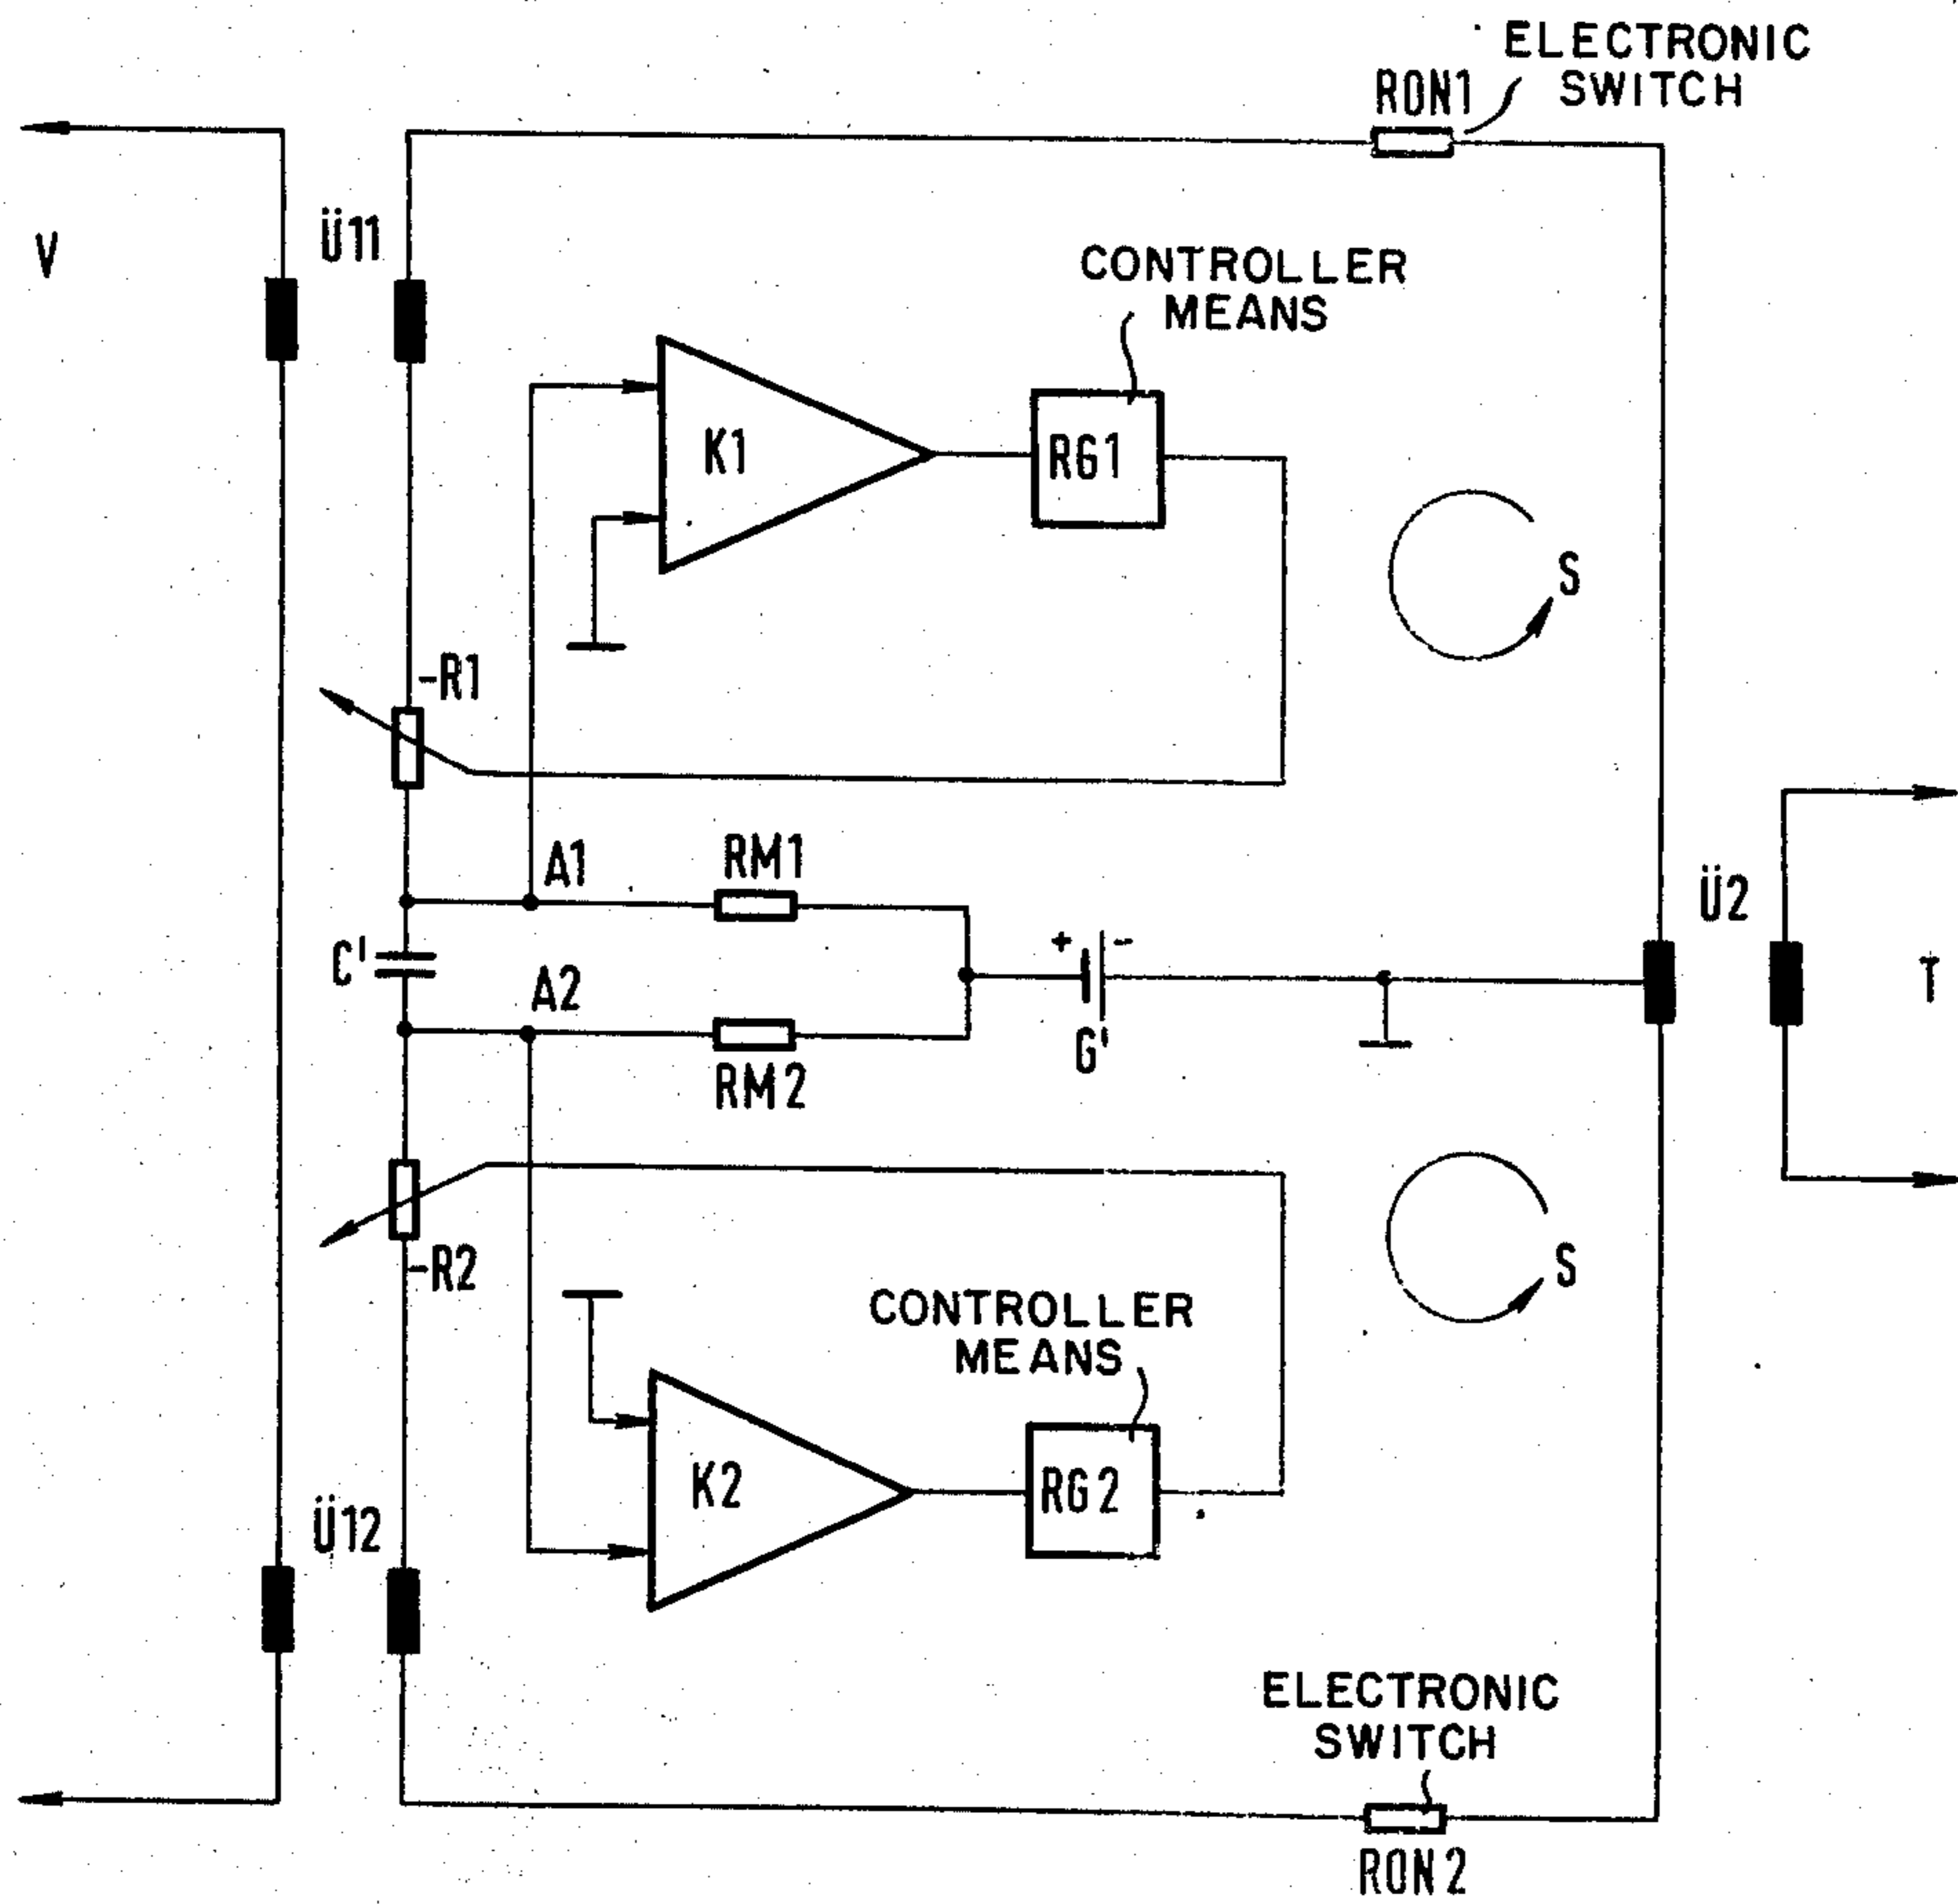 ELECTRONIC
SWITCH
RON1
V
Ü11
CONTROLLER
MEANS
K1
RG1
S
-R1
A1
RM1
Ü2
C'
+ -
A2
T
G'
RM2
S
-R2
CONTROLLER
MEANS
K2
RG2
Ü12
ELECTRONIC
SWITCH
RON2